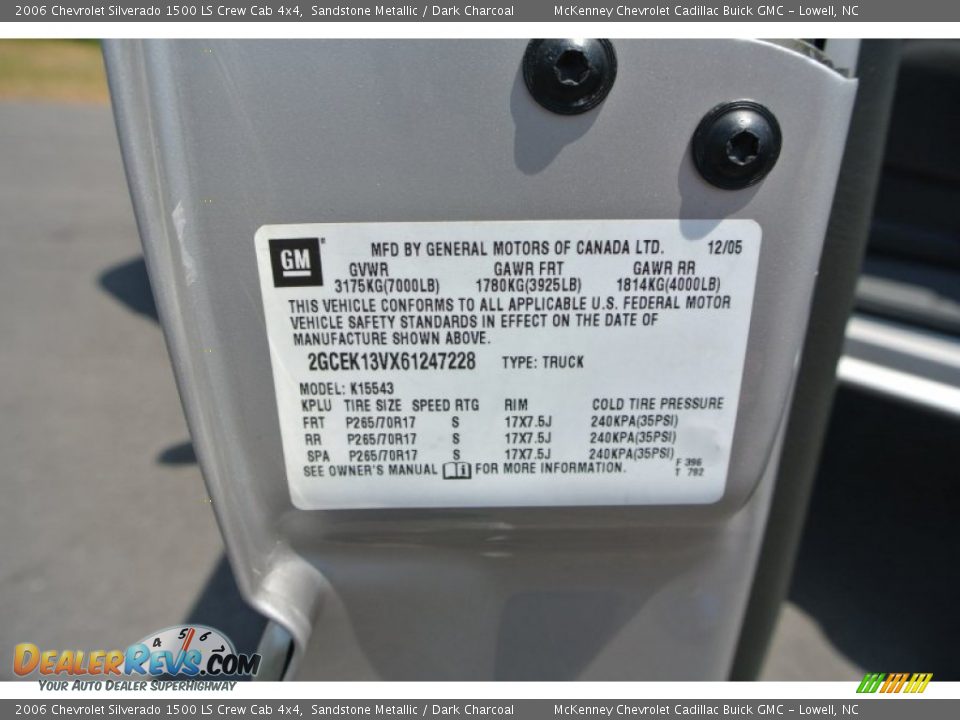 2006 Chevrolet Silverado 1500 LS Crew Cab 4x4, Sandstone Metallic / Dark Charcoal McKenney Chevrolet Cadillac Buick GMC - Lowell, NC
GM
MFD BY GENERAL MOTORS OF CANADA LTD. 12/05
GVWR GAWR FRT GAWR RR
3175KG(7000LB) 1780KG(3925LB) 1814KG(4000LB)
THIS VEHICLE CONFORMS TO ALL APPLICABLE U.S. FEDERAL MOTOR
VEHICLE SAFETY STANDARDS IN EFFECT ON THE DATE OF
MANUFACTURE SHOWN ABOVE.
2GCEK13VX61247228 TYPE: TRUCK
MODEL: K15543
KPLU TIRE SIZE SPEED RTG RIM COLD TIRE PRESSURE
FRT P265/70R17 S 17X7.5J 240KPA(35PSI)
RR P265/70R17 S 17X7.5J 240KPA(35PSI)
SPA P265/70R17 S 17X7.5J 240KPA(35PSI)
SEE OWNER'S MANUAL FOR MORE INFORMATION.
F 396
T 792
4 5 6 7
DealerRevs.com
Your Auto Dealer SuperHighway
2006 Chevrolet Silverado 1500 LS Crew Cab 4x4, Sandstone Metallic / Dark Charcoal McKenney Chevrolet Cadillac Buick GMC - Lowell, NC